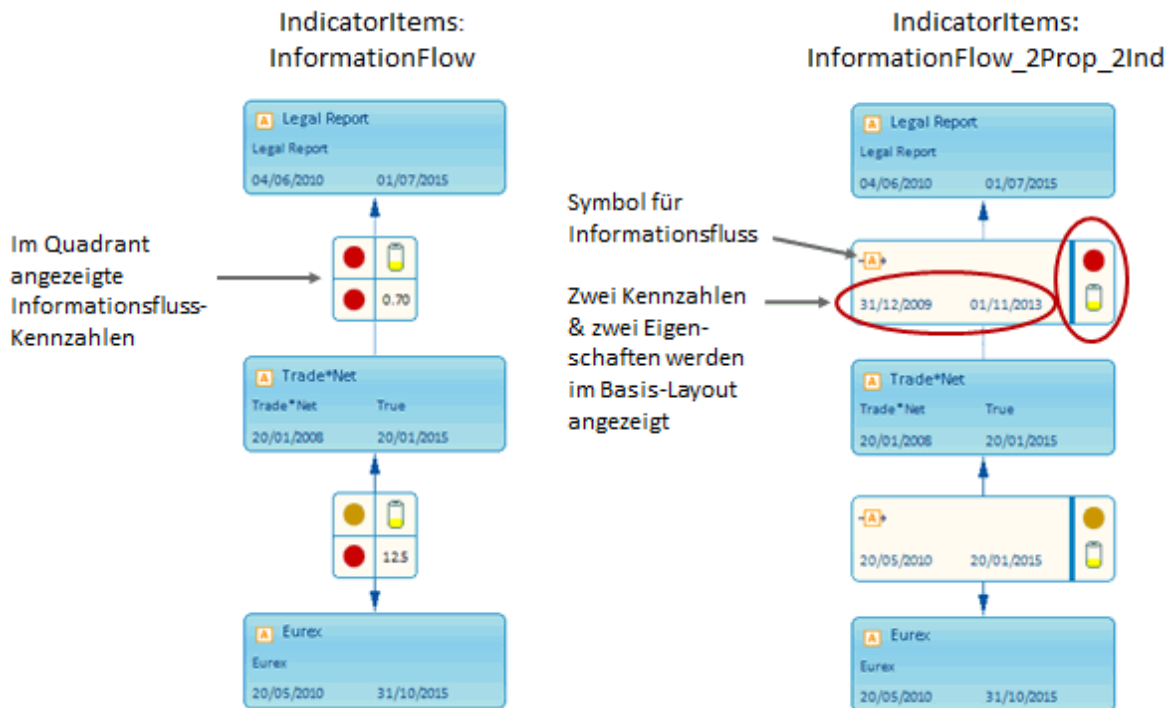 IndicatorItems:
InformationFlow
A Legal Report
Legal Report
04/06/2010 01/07/2015
Im Quadrant
angezeigte
Informationsfluss-
Kennzahlen
0.70
A Trade*Net
Trade*Net True
20/01/2008 20/01/2015
12.5
A Eurex
Eurex
20/05/2010 31/10/2015
IndicatorItems:
InformationFlow_2Prop_2Ind
A Legal Report
Legal Report
04/06/2010 01/07/2015
Symbol für
Informationsfluss
A
Zwei Kennzahlen
& zwei Eigen-
schaften werden
im Basis-Layout
angezeigt
31/12/2009 01/11/2013
A Trade*Net
Trade*Net True
20/01/2008 20/01/2015
A
20/05/2010 20/01/2015
A Eurex
Eurex
20/05/2010 31/10/2015